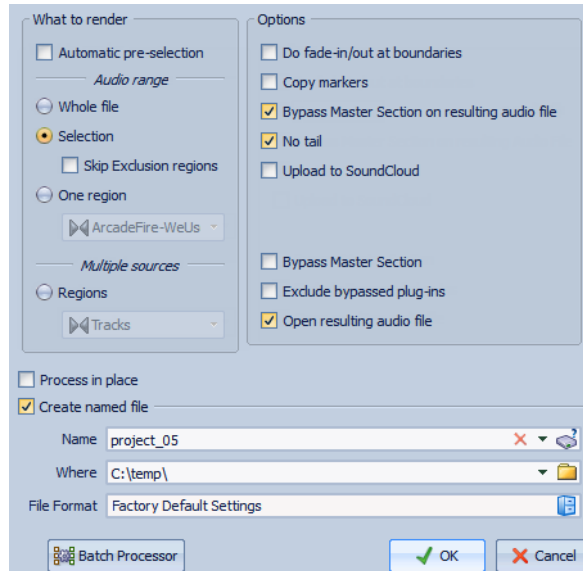 What to render
Automatic pre-selection
Audio range
Whole file
Selection
Skip Exclusion regions
One region
ArcadeFire-WeUs
Multiple sources
Regions
Tracks
Options
Do fade-in/out at boundaries
Copy markers
Bypass Master Section on resulting audio file
No tail
Upload to SoundCloud
Bypass Master Section
Exclude bypassed plug-ins
Open resulting audio file
Process in place
Create named file
Name project_05
Where C:\temp\
File Format Factory Default Settings
Batch Processor OK Cancel